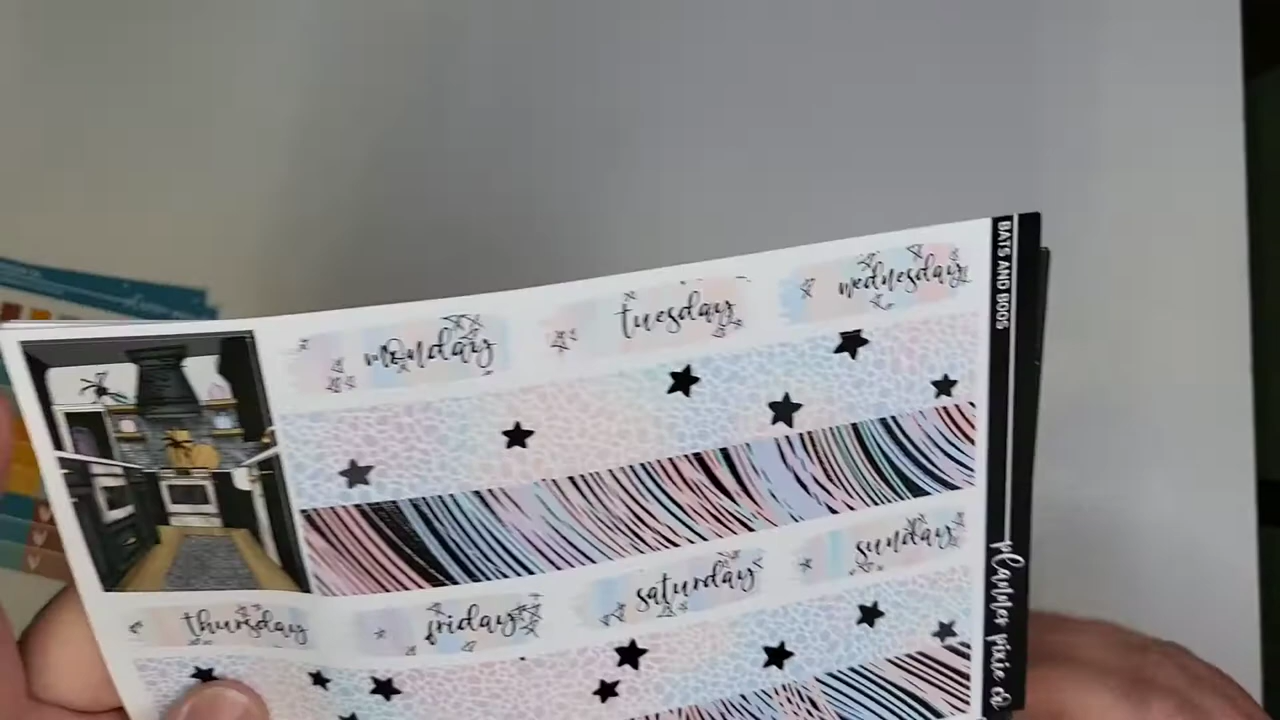 monday
tuesday
wednesday
thursday
friday
saturday
sunday
BATS AND BOOS
planner pixie co